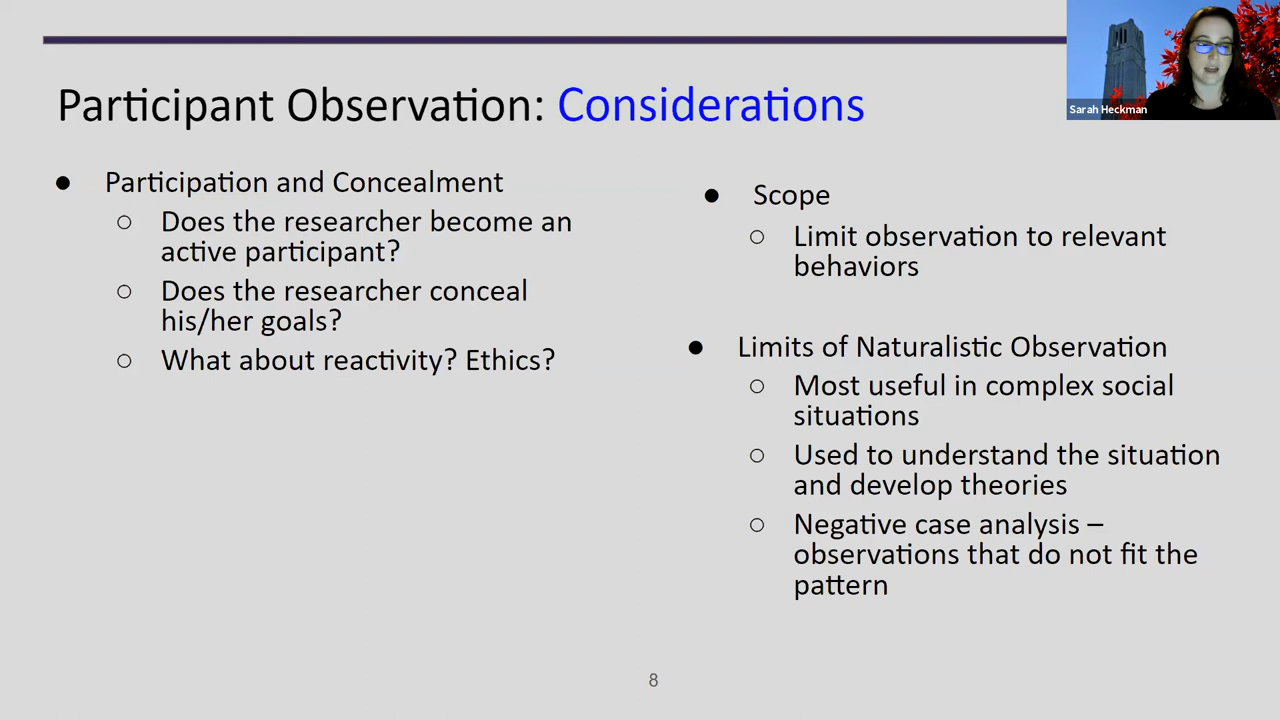 Participant Observation: Considerations
Sarah Heckman
● Participation and Concealment
○ Does the researcher become an
active participant?
○ Does the researcher conceal
his/her goals?
○ What about reactivity? Ethics?
● Scope
○ Limit observation to relevant
behaviors
● Limits of Naturalistic Observation
○ Most useful in complex social
situations
○ Used to understand the situation
and develop theories
○ Negative case analysis –
observations that do not fit the
pattern
8